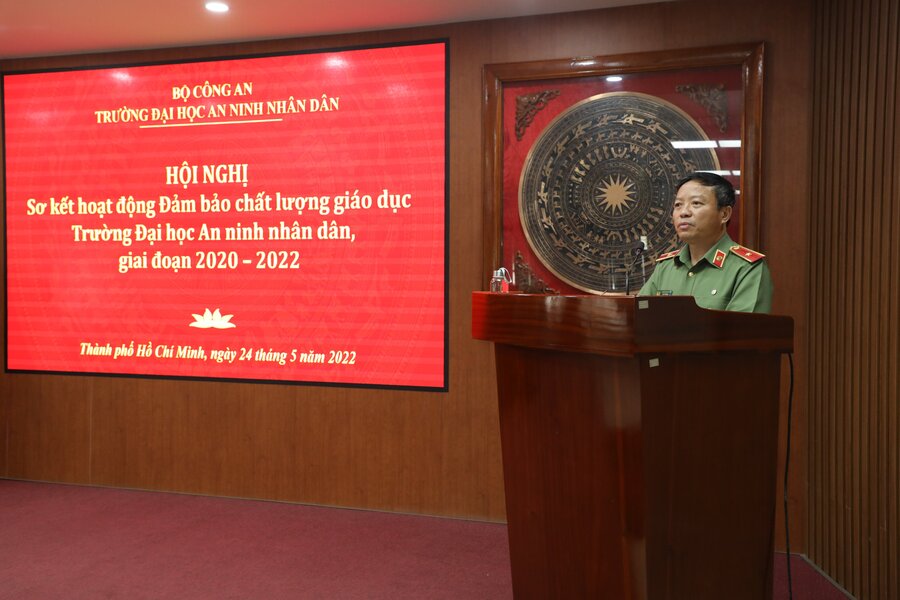 BỘ CÔNG AN
TRƯỜNG ĐẠI HỌC AN NINH NHÂN DÂN
HỘI NGHỊ
Sơ kết hoạt động Đảm bảo chất lượng giáo dục
Trường Đại học An ninh nhân dân,
giai đoạn 2020 – 2022
Thành phố Hồ Chí Minh, ngày 24 tháng 5 năm 2022